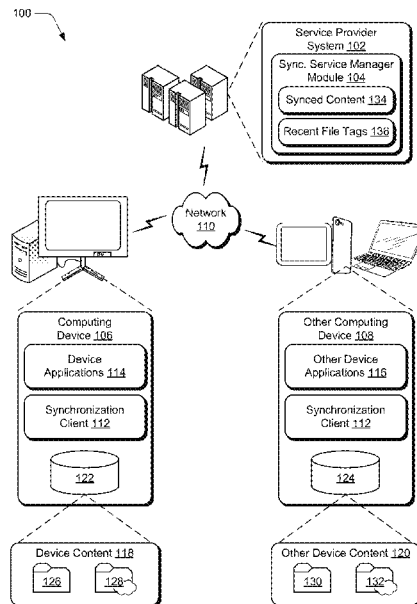 100
Service Provider
System 102
Sync. Service Manager
Module 104
Synced Content 134
Recent File Tags 136
Network
110
Computing
Device 106
Device
Applications 114
Synchronization
Client 112
122
Device Content 118
126
128
Other Computing
Device 108
Other Device
Applications 116
Synchronization
Client 112
124
Other Device Content 120
130
132